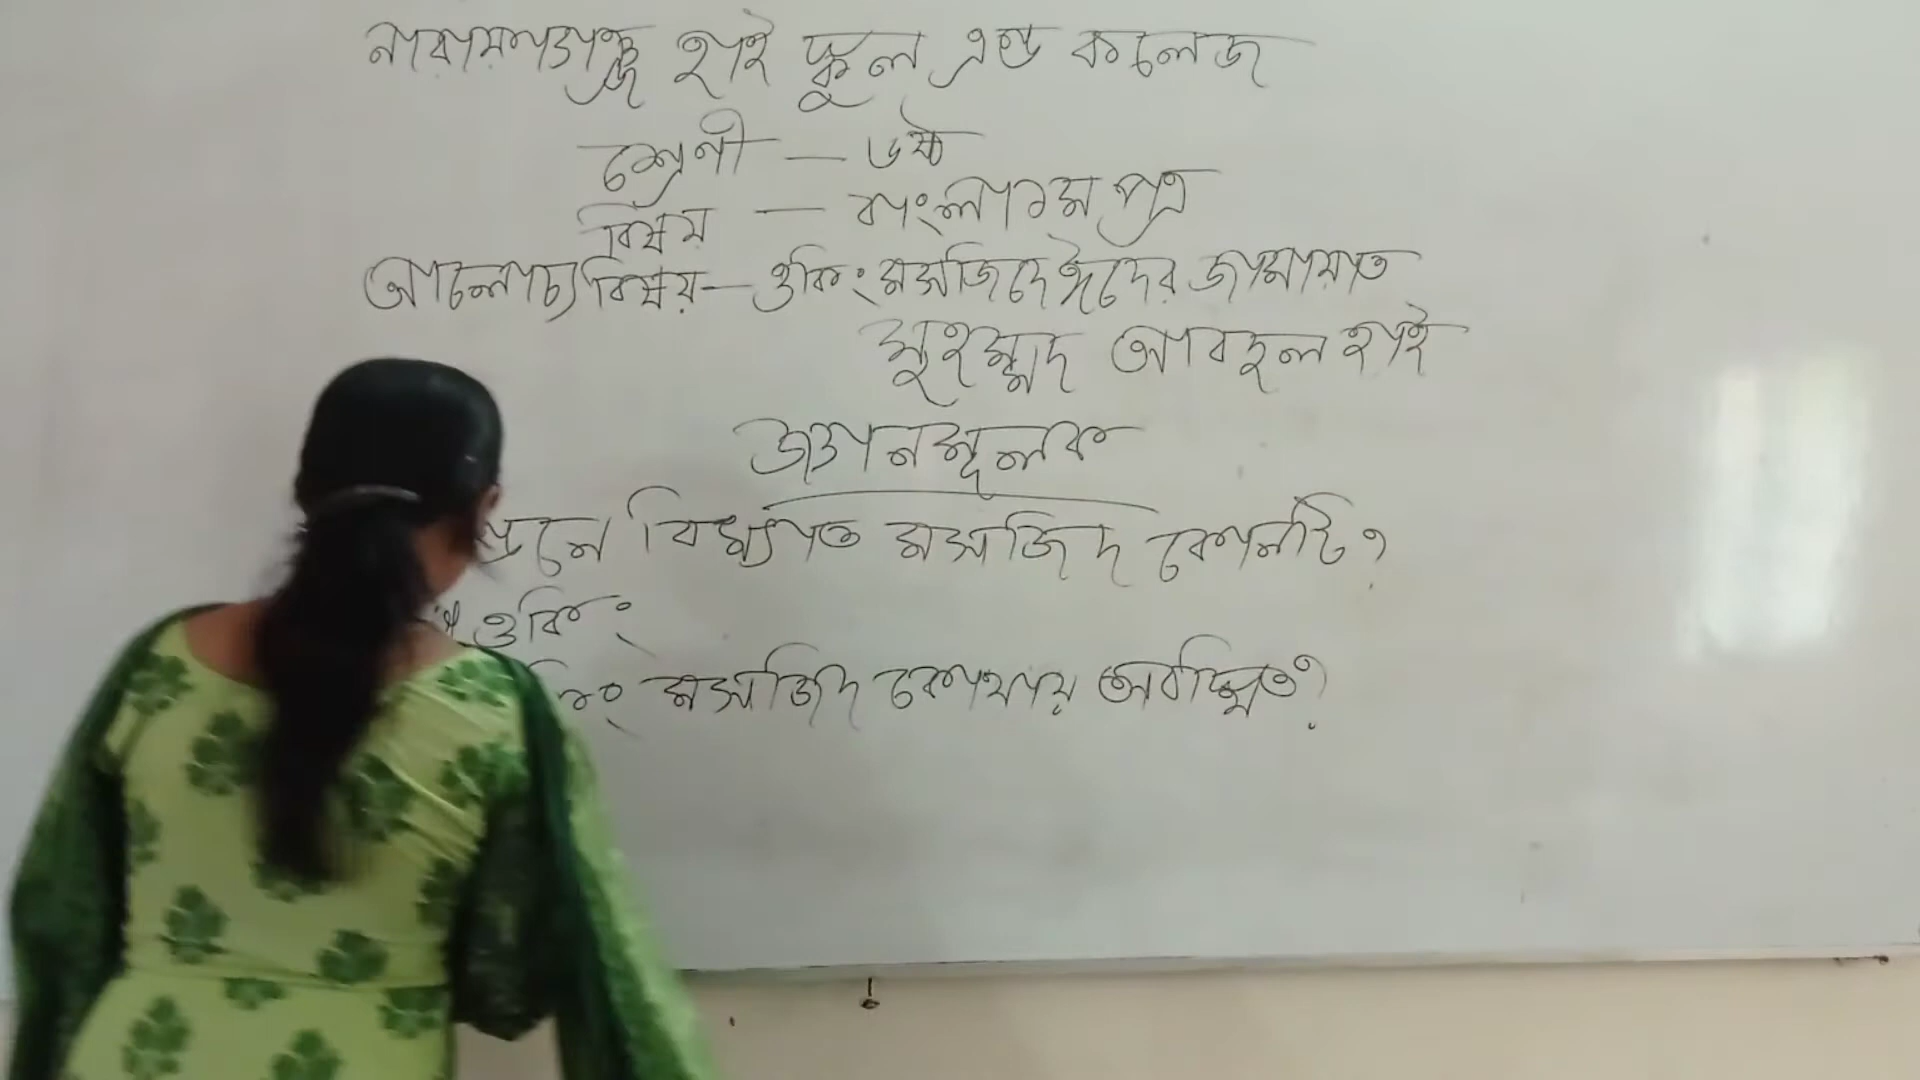 নারায়ণগঞ্জ হাই স্কুল এন্ড কলেজ
শ্রেণী — ৬ষ্ঠ
বিষয় — বাংলা ১ম পত্র
আলোচ্য বিষয় — ওকিং মসজিদে ঈদের জামায়াত
মুহম্মদ আবদুল হাই
জ্ঞানমূলক
বিখ্যাত মসজিদ কোনটি?
ওকিং
মসজিদ কোথায় অবস্থিত?